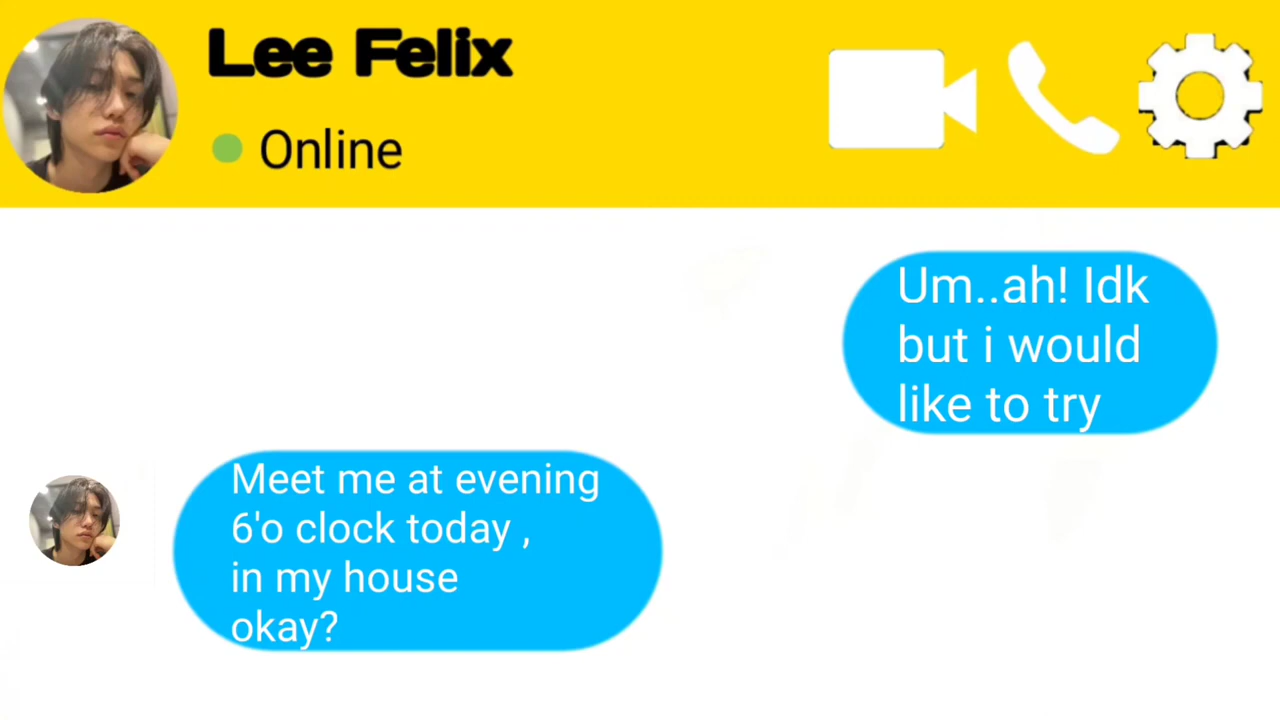 Lee Felix
Online
Um..ah! Idk
but i would
like to try
Meet me at evening
6'o clock today ,
in my house
okay?